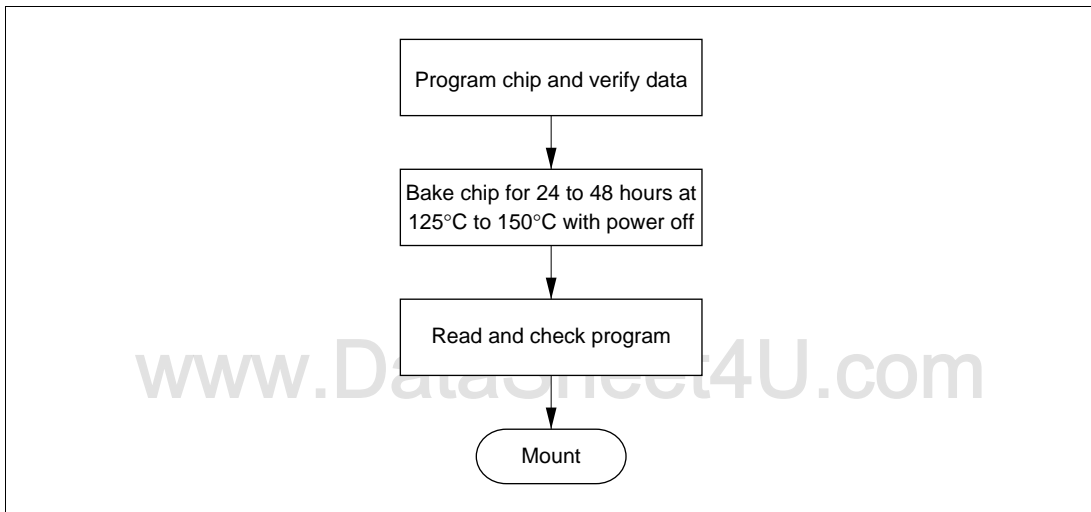 Program chip and verify data
Bake chip for 24 to 48 hours at
125°C to 150°C with power off
Read and check program
www.DataSheet4U.com
Mount